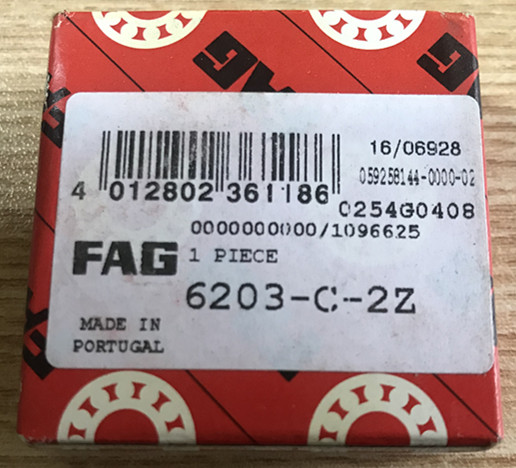 FAG
16/06928
059258144-0000-02
4 012802 361186
0254G0408
0000000000/1096625
FAG
1 PIECE
6203-C-2Z
MADE IN
PORTUGAL